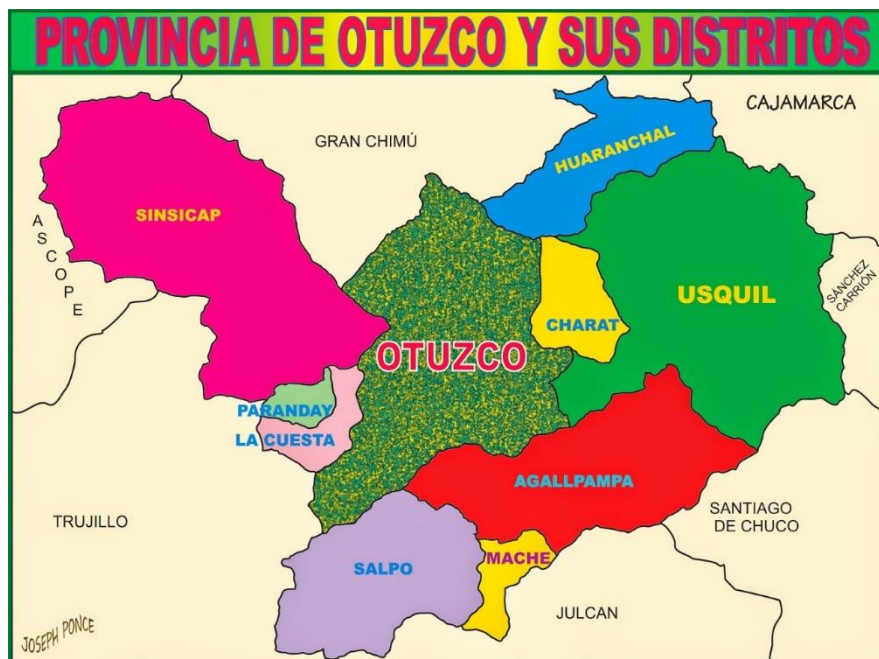 PROVINCIA DE OTUZCO Y SUS DISTRITOS
CAJAMARCA
GRAN CHIMÚ
HUARANCHAL
SINSICAP
ASCOPE
SÁNCHEZ
CARRIÓN
USQUIL
CHARAT
OTUZCO
PARANDAY
LA CUESTA
AGALLPAMPA
SANTIAGO
DE CHUCO
TRUJILLO
MACHE
SALPO
JULCAN
JOSEPH PONCE